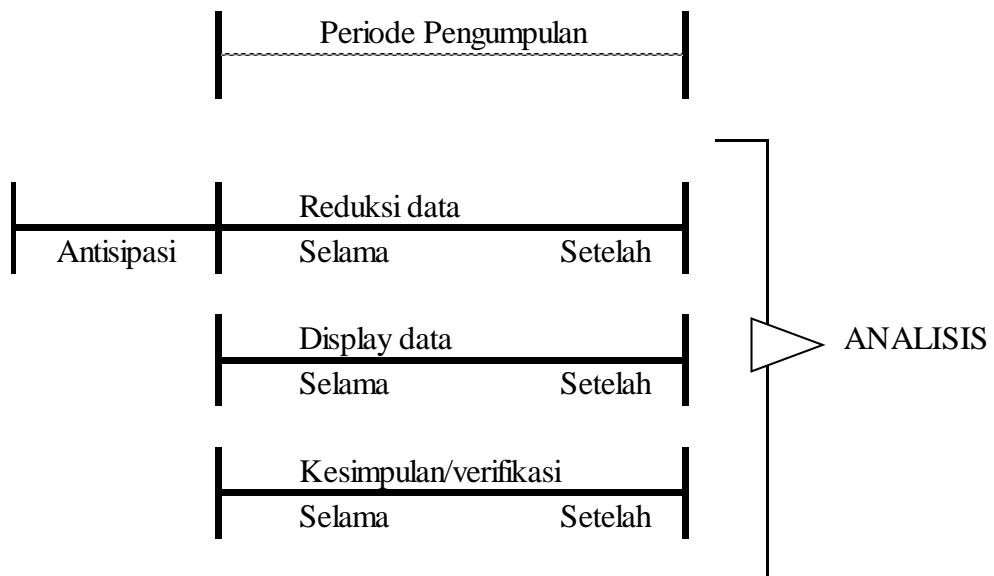 Periode Pengumpulan
Reduksi data
Antisipasi Selama Setelah
Display data
Selama Setelah
ANALISIS
Kesimpulan/verifikasi
Selama Setelah